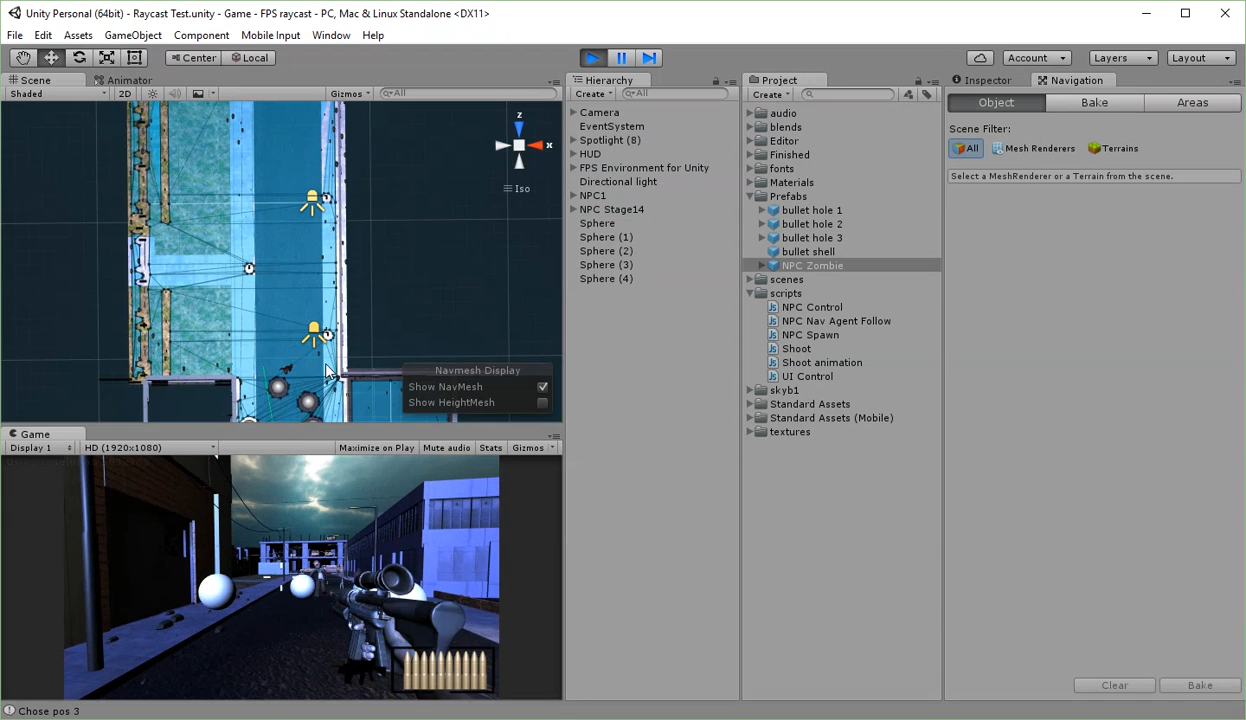 Unity Personal (64bit) - Raycast Test.unity - Game - FPS raycast - PC, Mac & Linux Standalone <DX11>
File Edit Assets GameObject Component Mobile Input Window Help
Center Local Account Layers Layout
Scene Animator
Shaded 2D Gizmos All
z
x
Iso
Navmesh Display
Show NavMesh
Show HeightMesh
Game
Display 1 HD (1920x1080) Maximize on Play Mute audio Stats Gizmos
Hierarchy
Create All
Camera
EventSystem
Spotlight (8)
HUD
FPS Environment for Unity
Directional light
NPC1
NPC Stage14
Sphere
Sphere (1)
Sphere (2)
Sphere (3)
Sphere (4)
Project
Create
audio
blends
Editor
Finished
fonts
Materials
Prefabs
bullet hole 1
bullet hole 2
bullet hole 3
bullet shell
NPC Zombie
scenes
scripts
NPC Control
NPC Nav Agent Follow
NPC Spawn
Shoot
Shoot animation
UI Control
skyb1
Standard Assets
Standard Assets (Mobile)
textures
Inspector Navigation
Object Bake Areas
Scene Filter:
All Mesh Renderers Terrains
Select a MeshRenderer or a Terrain from the scene.
Clear Bake
Chose pos 3